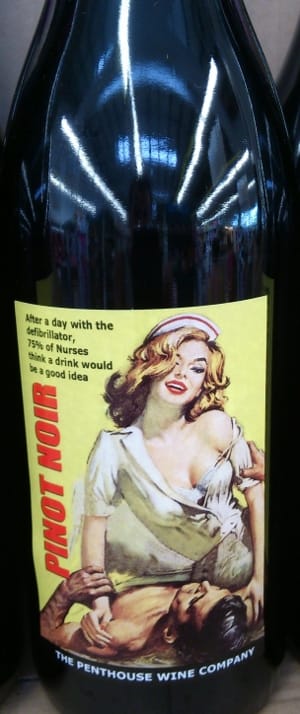 After a day with the
defibrillator,
75% of Nurses
think a drink would
be a good idea
PINOT NOIR
THE PENTHOUSE WINE COMPANY